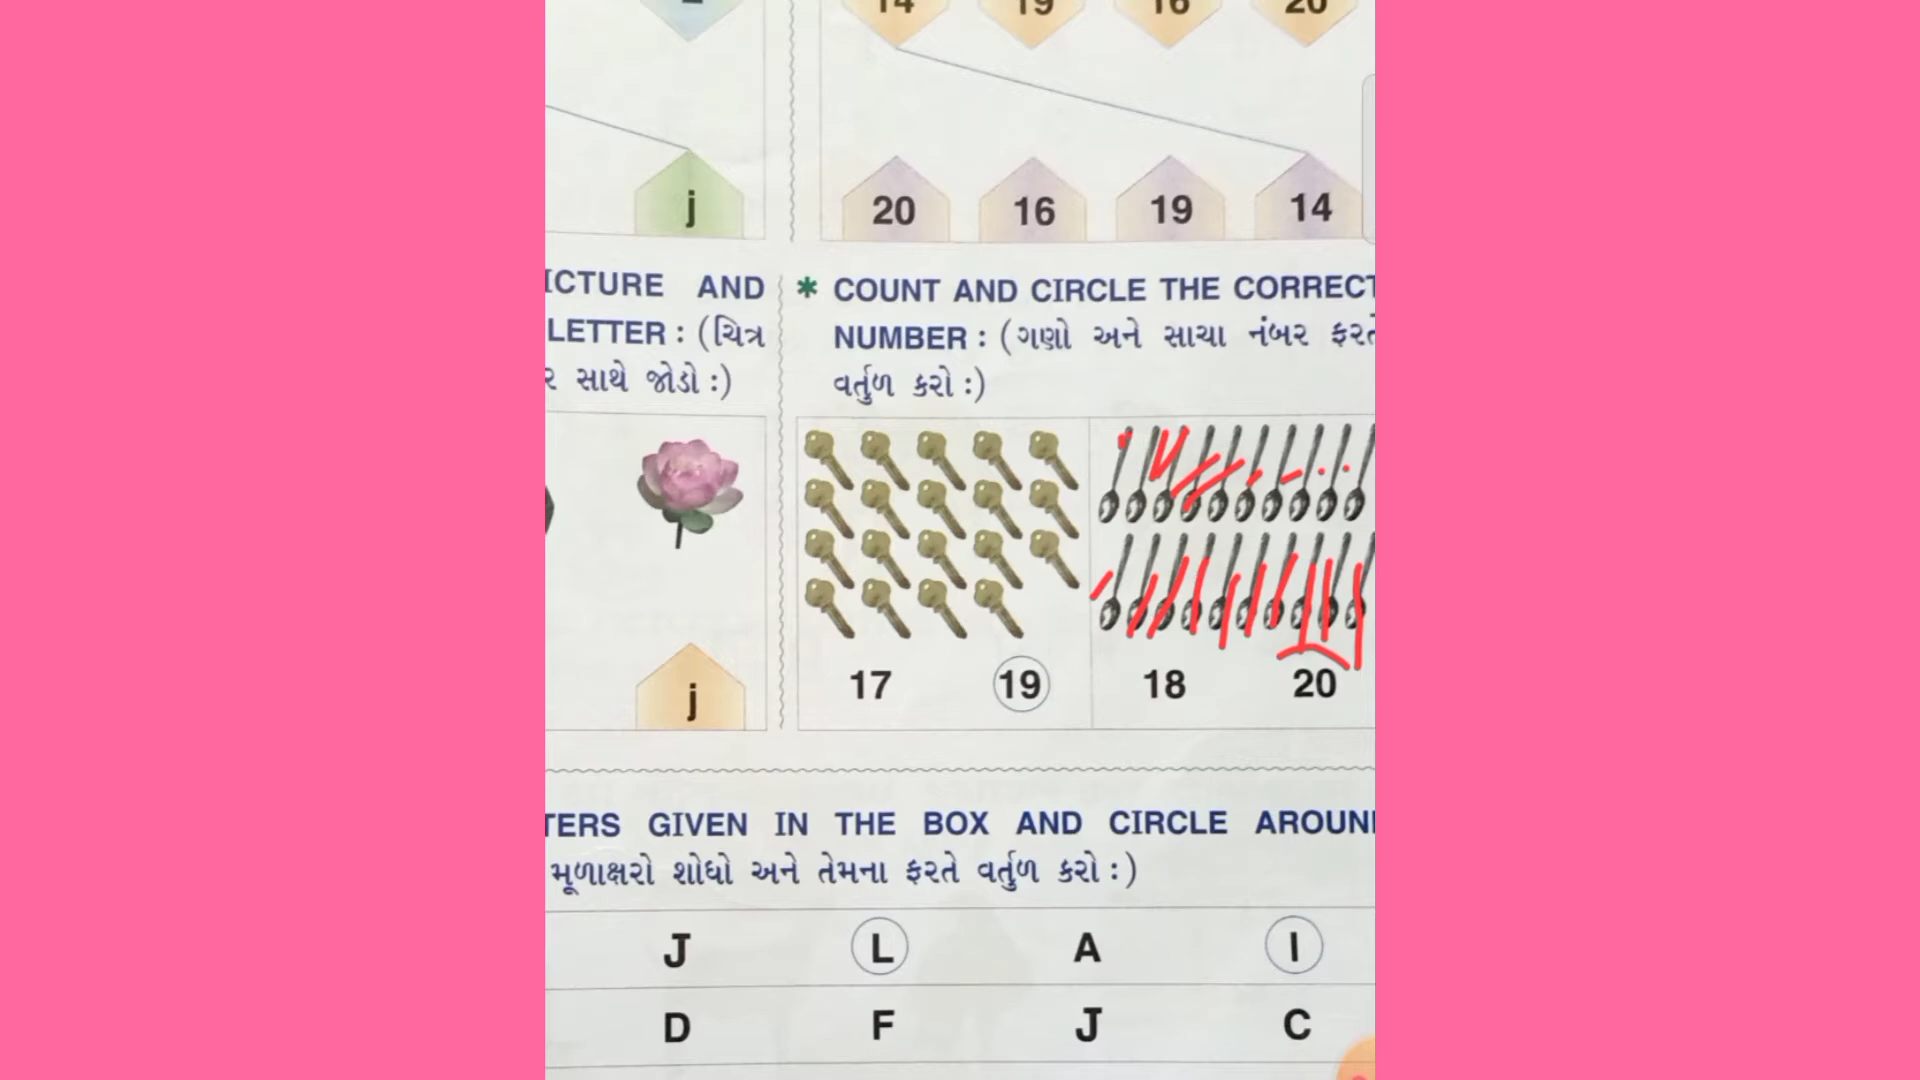 14 19 16 20
j
20 16 19 14
ICTURE AND
LETTER : (ચિત્ર
ર સાથે જોડો :)
* COUNT AND CIRCLE THE CORRECT
NUMBER : (ગણો અને સાચા નંબર ફરતે
વર્તુળ કરો :)
17 19 18 20
j
TERS GIVEN IN THE BOX AND CIRCLE AROUN
મૂળાક્ષરો શોધો અને તેમના ફરતે વર્તુળ કરો :)
J L A I
D F J C